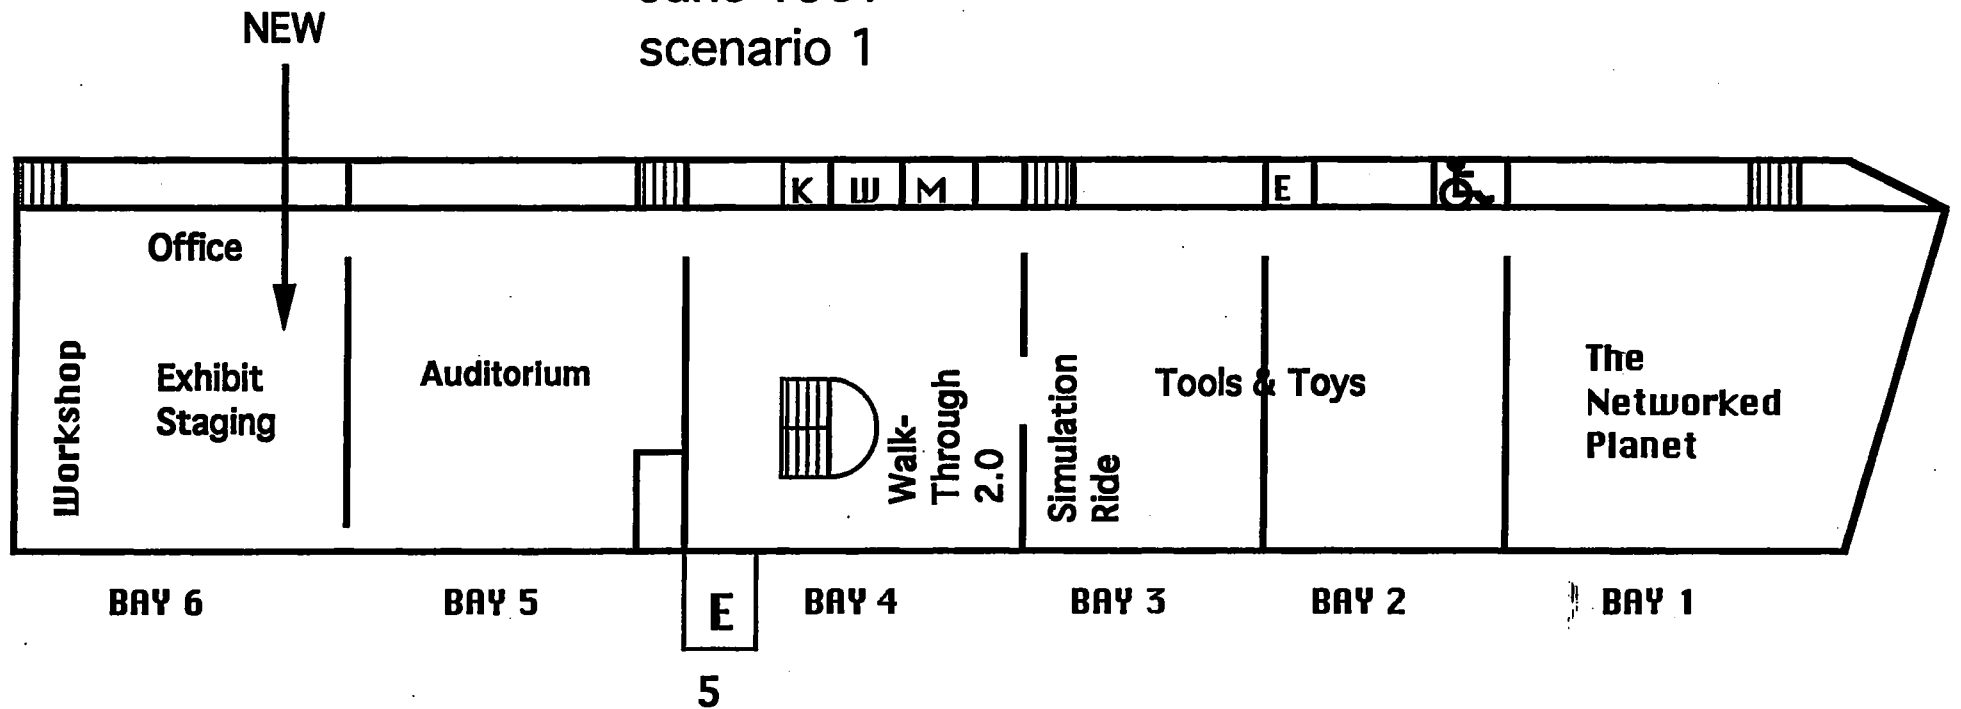 NEW
scenario 1
K W M E
Office
Workshop
Exhibit
Staging
Auditorium
Walk-
Through
2.0
Simulation
Ride
Tools & Toys
The
Networked
Planet
BAY 6
BAY 5
E
BAY 4
BAY 3
BAY 2
BAY 1
5